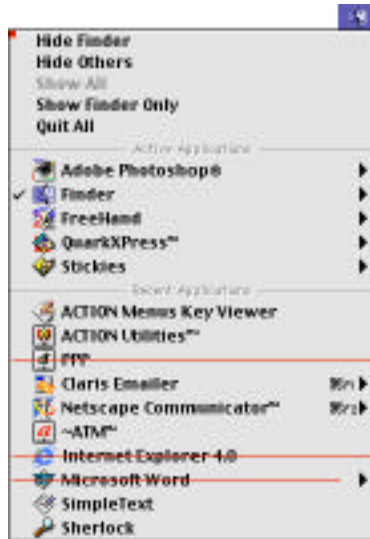 Hide Finder
Hide Others
Show All
Show Finder Only
Quit All
Active Applications
Adobe Photoshop®
Finder
FreeHand
QuarkXPress™
Stickies
Recent Applications
ACTION Menus Key Viewer
ACTION Utilities™
PPP
Claris Emailer
Netscape Communicator™
~ATM™
Internet Explorer 4.0
Microsoft Word
SimpleText
Sherlock